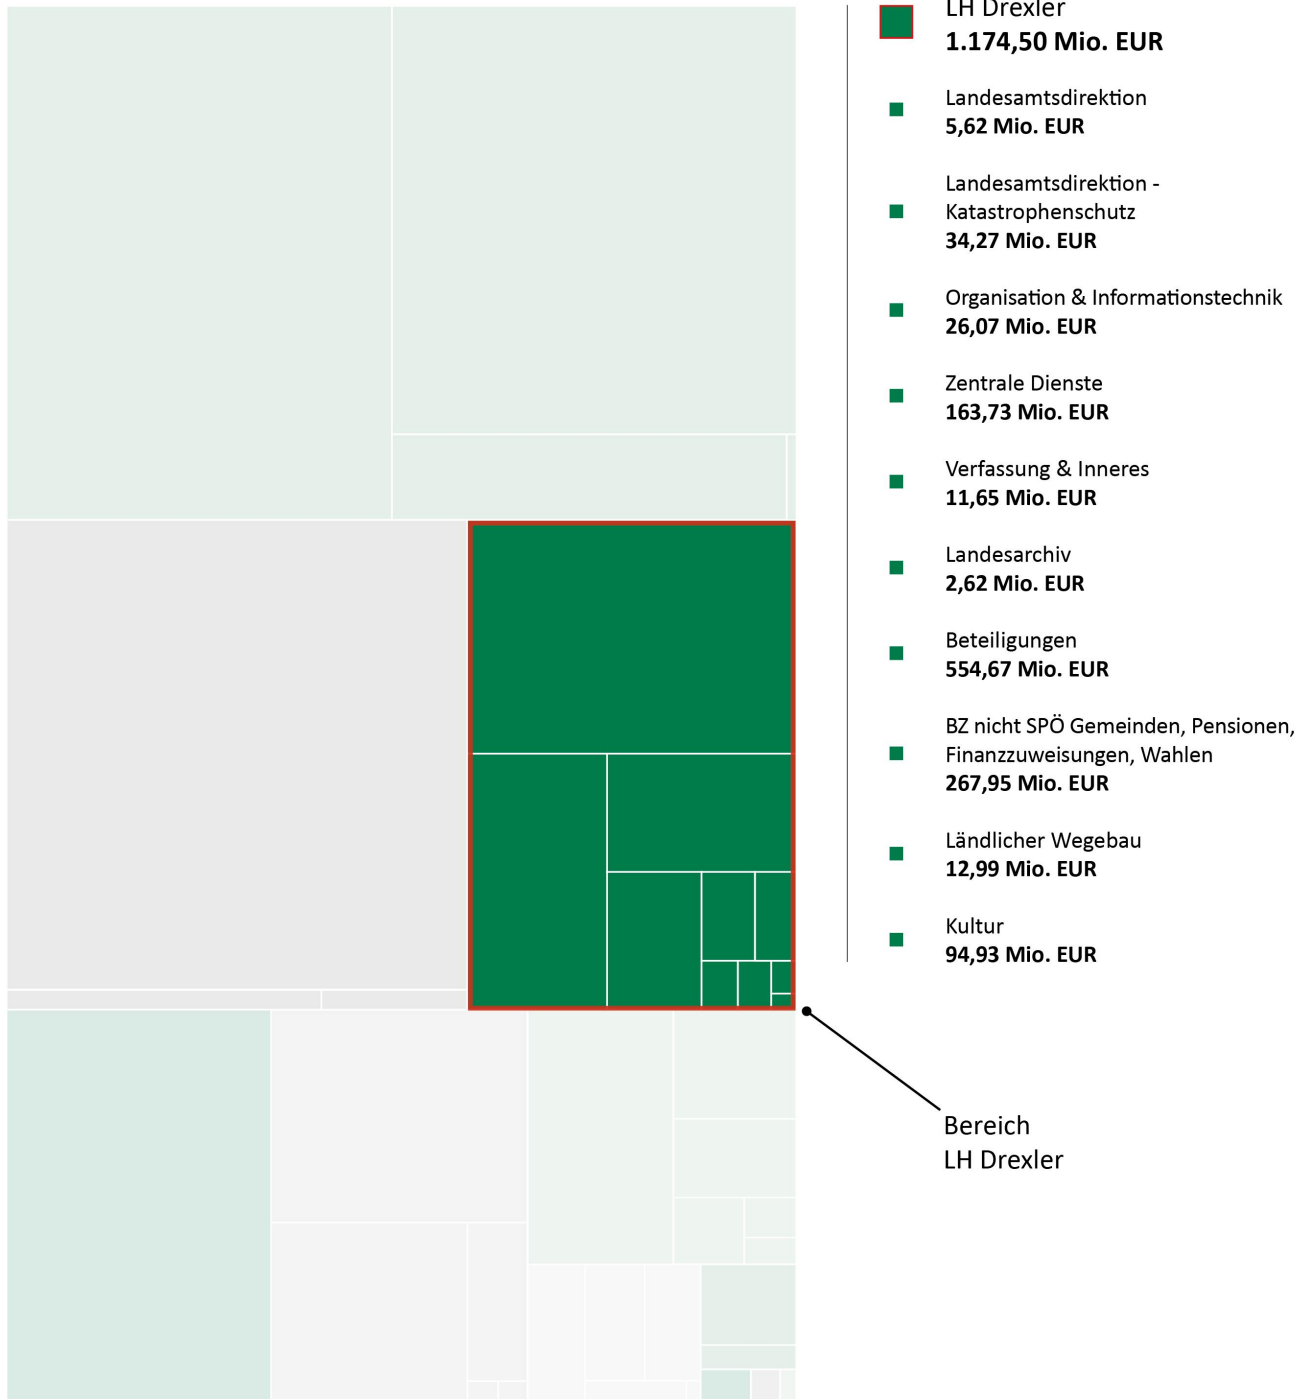 LH Drexler
1.174,50 Mio. EUR
Landesamtsdirektion
5,62 Mio. EUR
Landesamtsdirektion -
Katastrophenschutz
34,27 Mio. EUR
Organisation & Informationstechnik
26,07 Mio. EUR
Zentrale Dienste
163,73 Mio. EUR
Verfassung & Inneres
11,65 Mio. EUR
Landesarchiv
2,62 Mio. EUR
Beteiligungen
554,67 Mio. EUR
BZ nicht SPÖ Gemeinden, Pensionen,
Finanzzuweisungen, Wahlen
267,95 Mio. EUR
Ländlicher Wegebau
12,99 Mio. EUR
Kultur
94,93 Mio. EUR
Bereich
LH Drexler